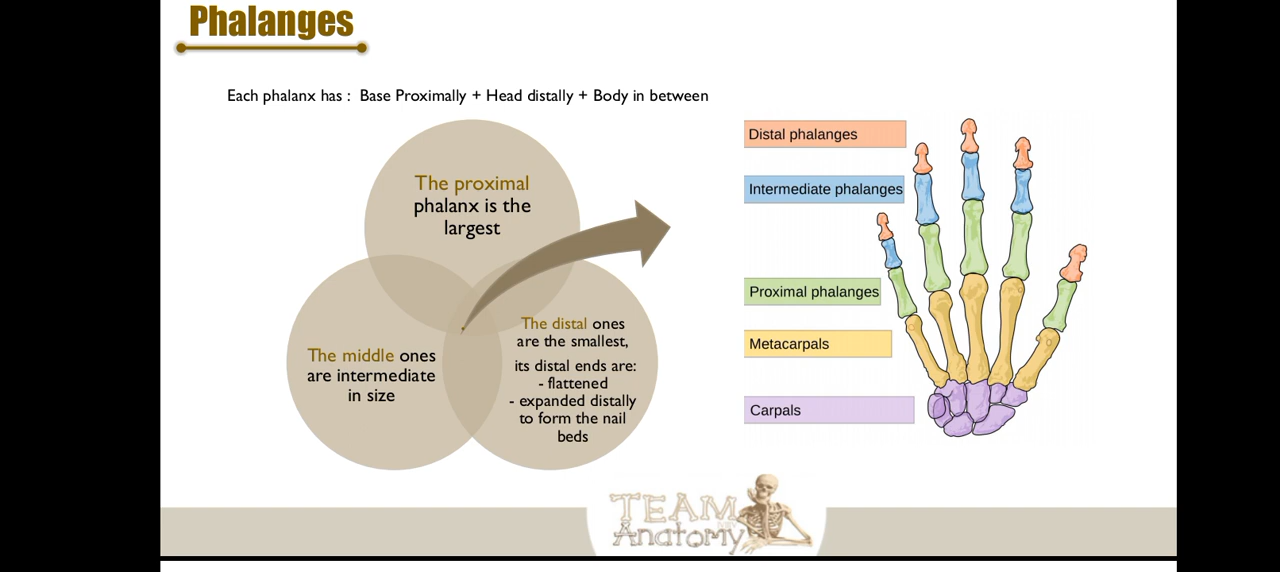 Phalanges
Each phalanx has : Base Proximally + Head distally + Body in between
The proximal
phalanx is the
largest
The middle ones
are intermediate
in size
The distal ones
are the smallest,
its distal ends are:
- flattened
- expanded distally
to form the nail
beds
Distal phalanges
Intermediate phalanges
Proximal phalanges
Metacarpals
Carpals
TEAM
Anatomy